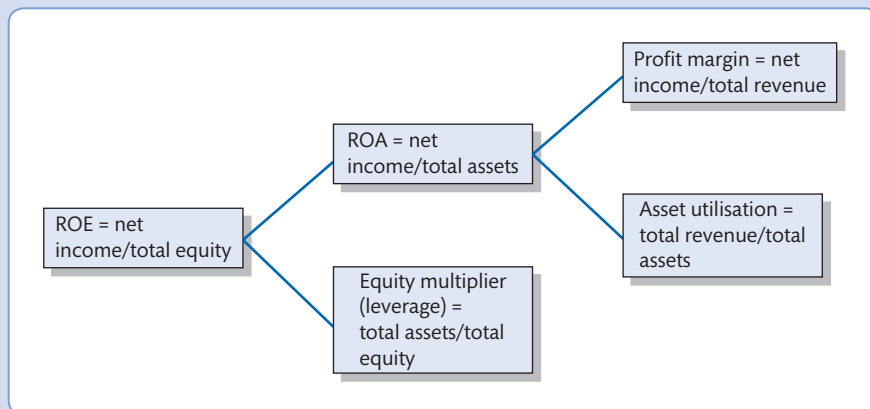 Profit margin = net
income/total revenue
ROA = net
income/total assets
Asset utilisation =
total revenue/total
assets
ROE = net
income/total equity
Equity multiplier
(leverage) =
total assets/total
equity